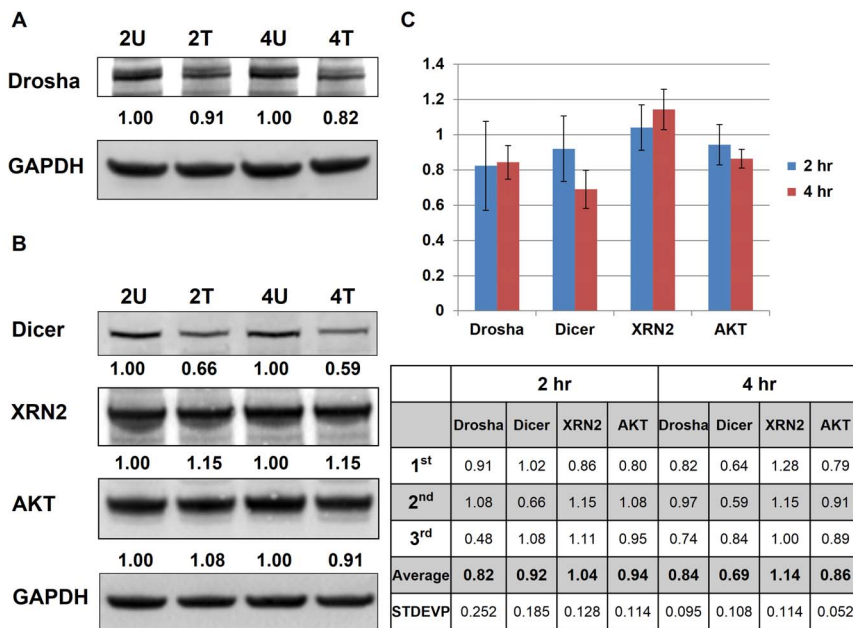 A
2U 2T 4U 4T
Drosha
1.00 0.91 1.00 0.82
GAPDH
B
2U 2T 4U 4T
Dicer
1.00 0.66 1.00 0.59
XRN2
1.00 1.15 1.00 1.15
AKT
1.00 1.08 1.00 0.91
GAPDH
C
1.4
1.2
1
0.8
0.6
0.4
0.2
0
Drosha Dicer XRN2 AKT
2 hr
4 hr
2 hr 4 hr
Drosha Dicer XRN2 AKT Drosha Dicer XRN2 AKT
1st 0.91 1.02 0.86 0.80 0.82 0.64 1.28 0.79
2nd 1.08 0.66 1.15 1.08 0.97 0.59 1.15 0.91
3rd 0.48 1.08 1.11 0.95 0.74 0.84 1.00 0.89
Average 0.82 0.92 1.04 0.94 0.84 0.69 1.14 0.86
STDEVP 0.252 0.185 0.128 0.114 0.095 0.108 0.114 0.052